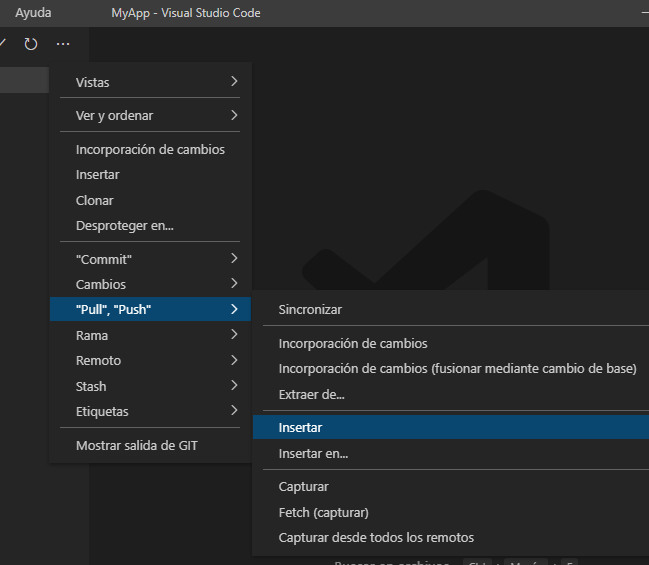 Ayuda
MyApp - Visual Studio Code
Vistas
Ver y ordenar
Incorporación de cambios
Insertar
Clonar
Desproteger en...
"Commit"
Cambios
"Pull", "Push"
Rama
Remoto
Stash
Etiquetas
Mostrar salida de GIT
Sincronizar
Incorporación de cambios
Incorporación de cambios (fusionar mediante cambio de base)
Extraer de...
Insertar
Insertar en...
Capturar
Fetch (capturar)
Capturar desde todos los remotos